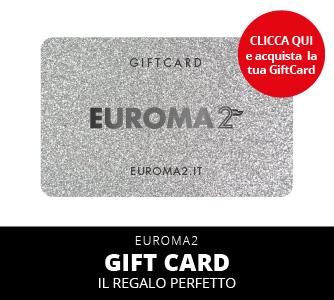 CLICCA QUI
e acquista la
tua GiftCard
GIFTCARD
EUROMA2
EUROMA2.IT
EUROMA2
GIFT CARD
IL REGALO PERFETTO